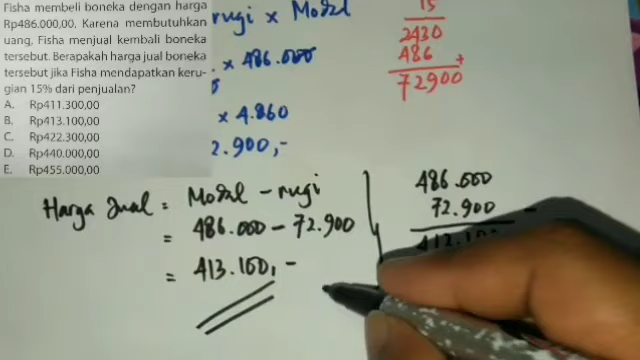 Fisha membeli boneka dengan harga
Rp486.000,00. Karena membutuhkan
uang, Fisha menjual kembali boneka
tersebut. Berapakah harga jual boneka
tersebut jika Fisha mendapatkan keru-
gian 15% dari penjualan?
A. Rp411.300,00
B. Rp413.100,00
C. Rp422.300,00
D. Rp440.000,00
E. Rp455.000,00
rugi x Modal
x 486.000
x 4.860
2.900,-
15
2430
486 +
72900
Harga Jual = Modal - rugi
= 486.000 - 72.900
= 413.100,-
486.000
72.900 -